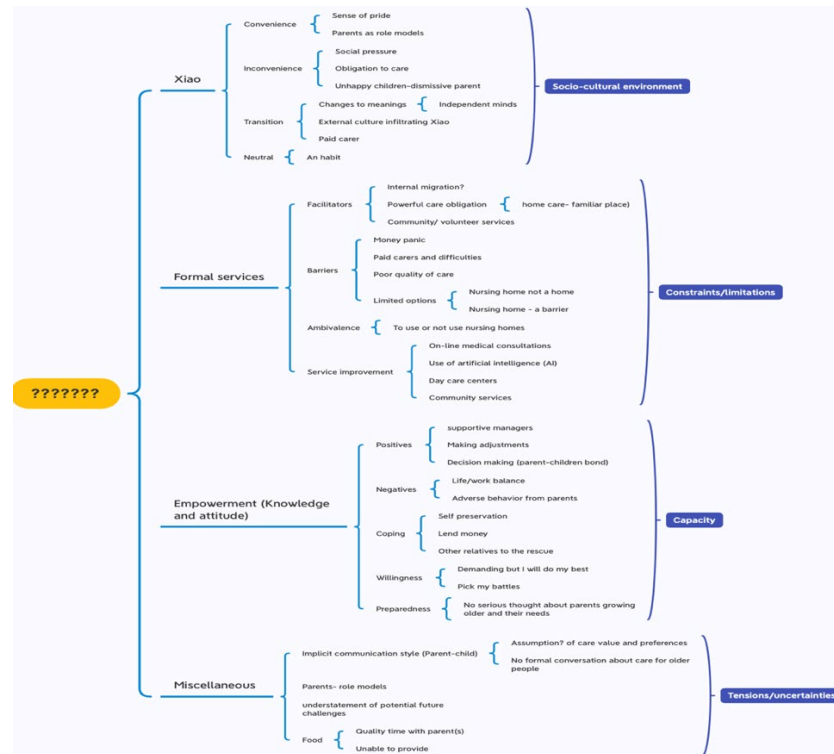 Sense of pride
Convenience
Parents as role models
Social pressure
Inconvenience
Obligation to care
Unhappy children-dismissive parent
Xiao
Socio-cultural environment
Changes to meanings
Independent minds
Transition
External culture infiltrating Xiao
Paid carer
Neutral
An habit
Internal migration?
Facilitators
Powerful care obligation
home care- familiar place)
Community/ volunteer services
Money panic
Paid carers and difficulties
Barriers
Poor quality of care
Formal services
Nursing home not a home
Limited options
Nursing home - a barrier
Constraints/limitations
Ambivalence
To use or not use nursing homes
On-line medical consultations
Use of artificial intelligence (AI)
Service improvement
Day care centers
Community services
???????
supportive managers
Positives
Making adjustments
Decision making (parent-children bond)
Life/work balance
Negatives
Adverse behavior from parents
Empowerment (Knowledge
and attitude)
Self preservation
Capacity
Coping
Lend money
Other relatives to the rescue
Demanding but I will do my best
Willingness
Pick my battles
Preparedness
No serious thought about parents growing
older and their needs
Implicit communication style (Parent-child)
Assumption? of care value and preferences
No formal conversation about care for older
people
Miscellaneous
Parents- role models
Tensions/uncertainties
understatement of potential future
challenges
Food
Quality time with parent(s)
Unable to provide